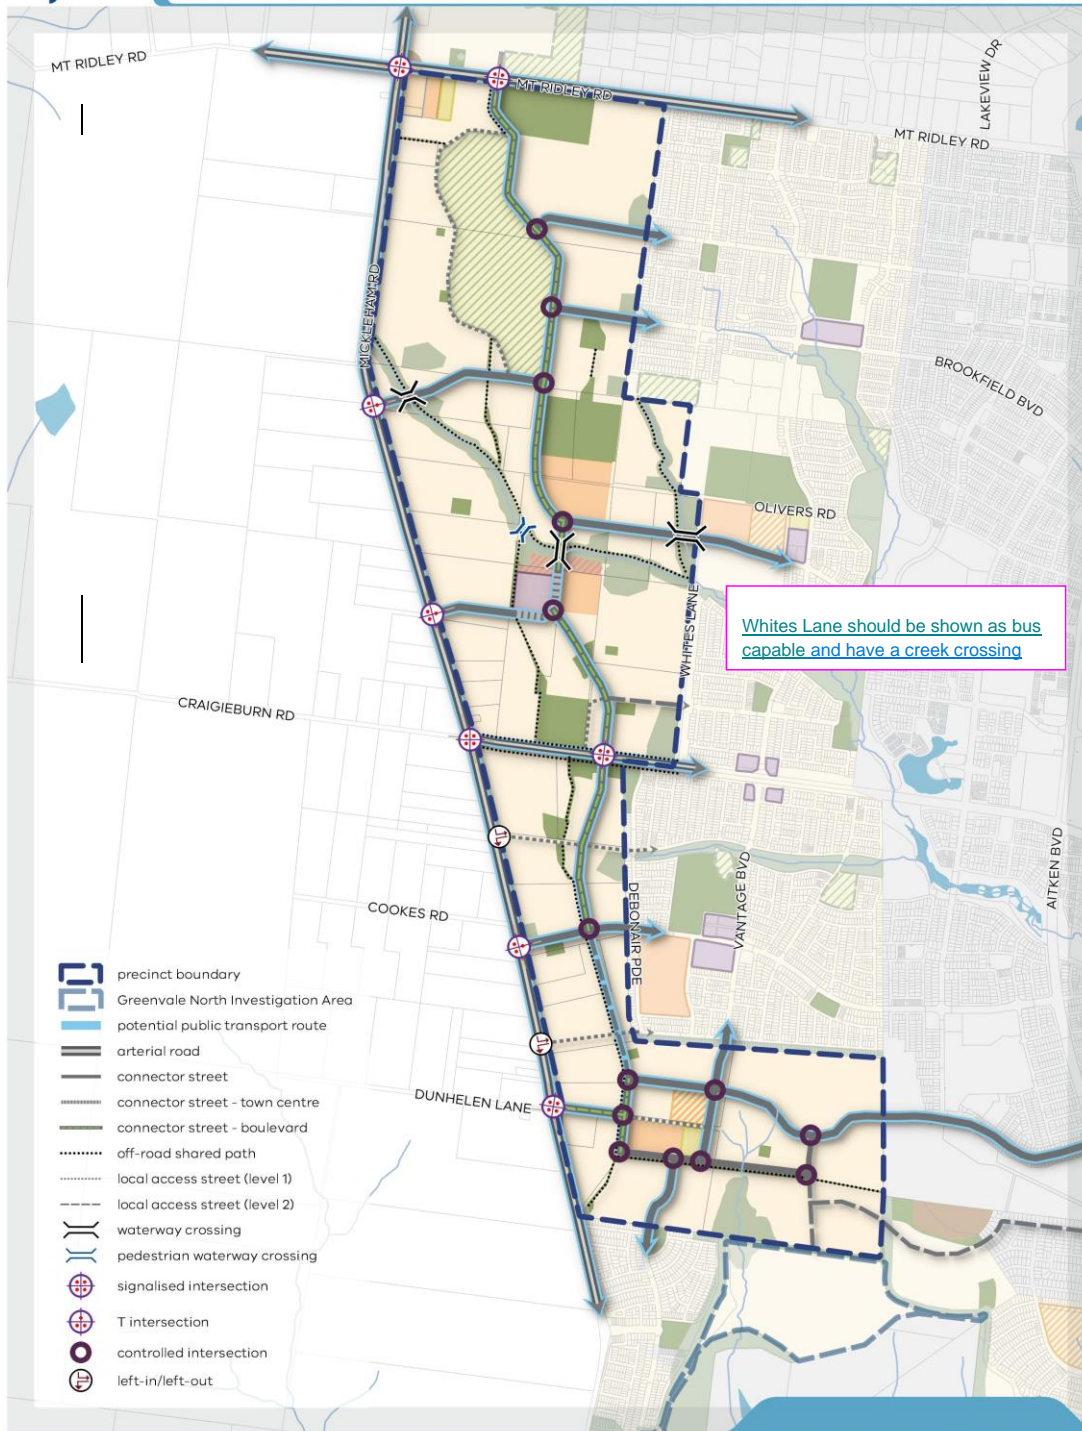 MT RIDLEY RD
MT RIDLEY RD
LAKEVIEW DR
MT RIDLEY RD
MICKLEHAM RD
BROOKFIELD BVD
OLIVERS RD
WHITES LANE
Whites Lane should be shown as bus
capable and have a creek crossing
CRAIGIEBURN RD
COOKES RD
DEBONAIR PDE
VANTAGE BVD
AITKEN BVD
DUNHELEN LANE
precinct boundary
Greenvale North Investigation Area
potential public transport route
arterial road
connector street
connector street - town centre
connector street - boulevard
off-road shared path
local access street (level 1)
local access street (level 2)
waterway crossing
pedestrian waterway crossing
signalised intersection
T intersection
controlled intersection
left-in/left-out